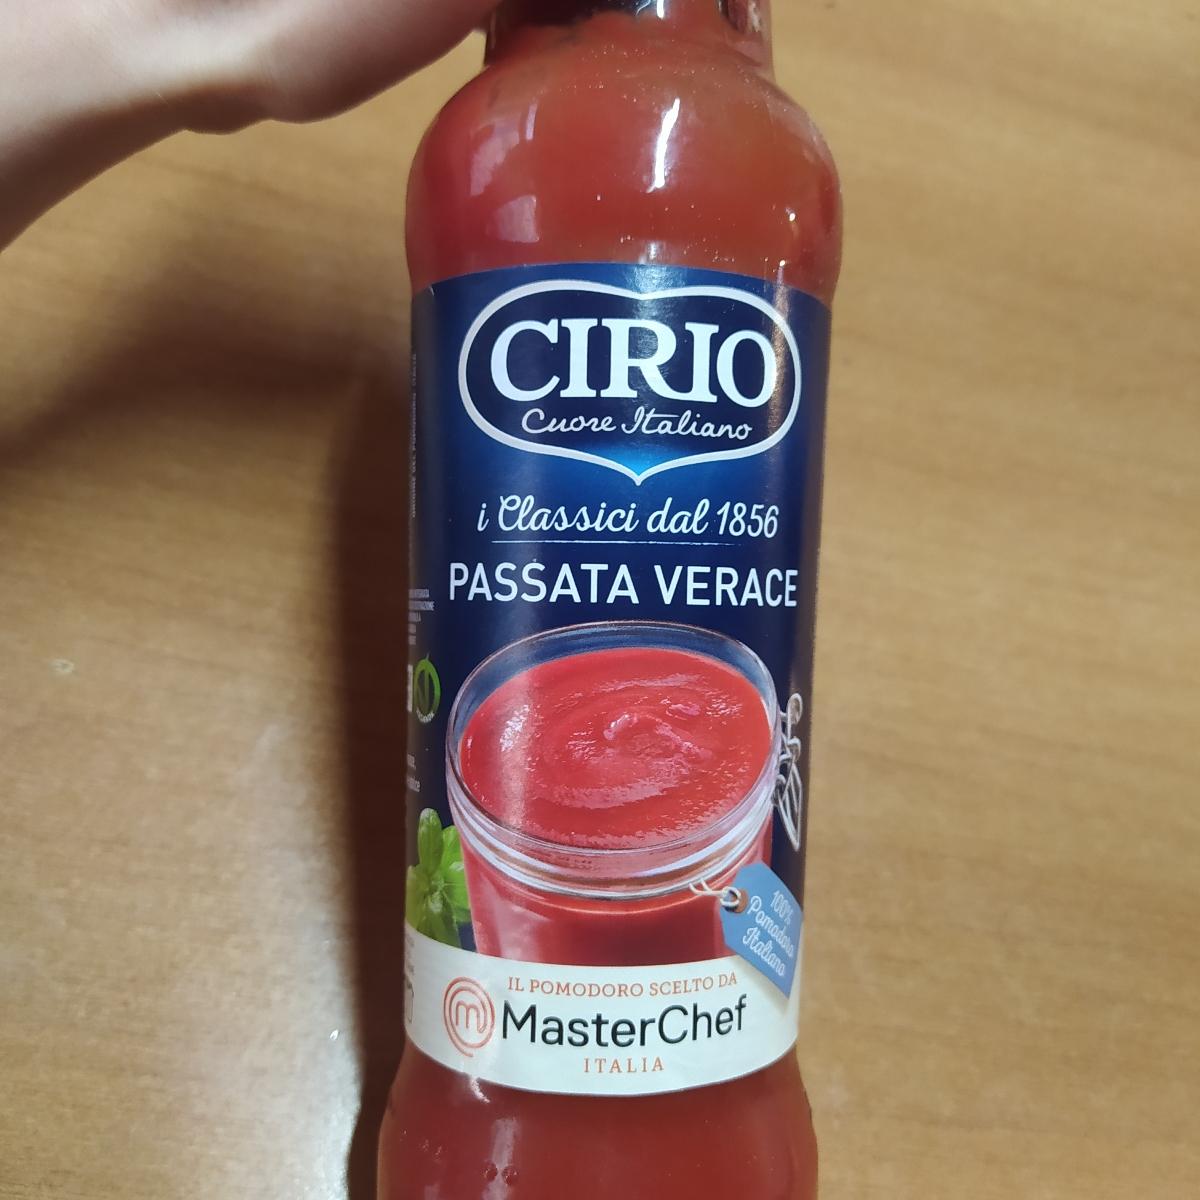 CIRIO
Cuore Italiano
i Classici dal 1856
PASSATA VERACE
100%
Pomodoro
Italiano
IL POMODORO SCELTO DA
m MasterChef
ITALIA